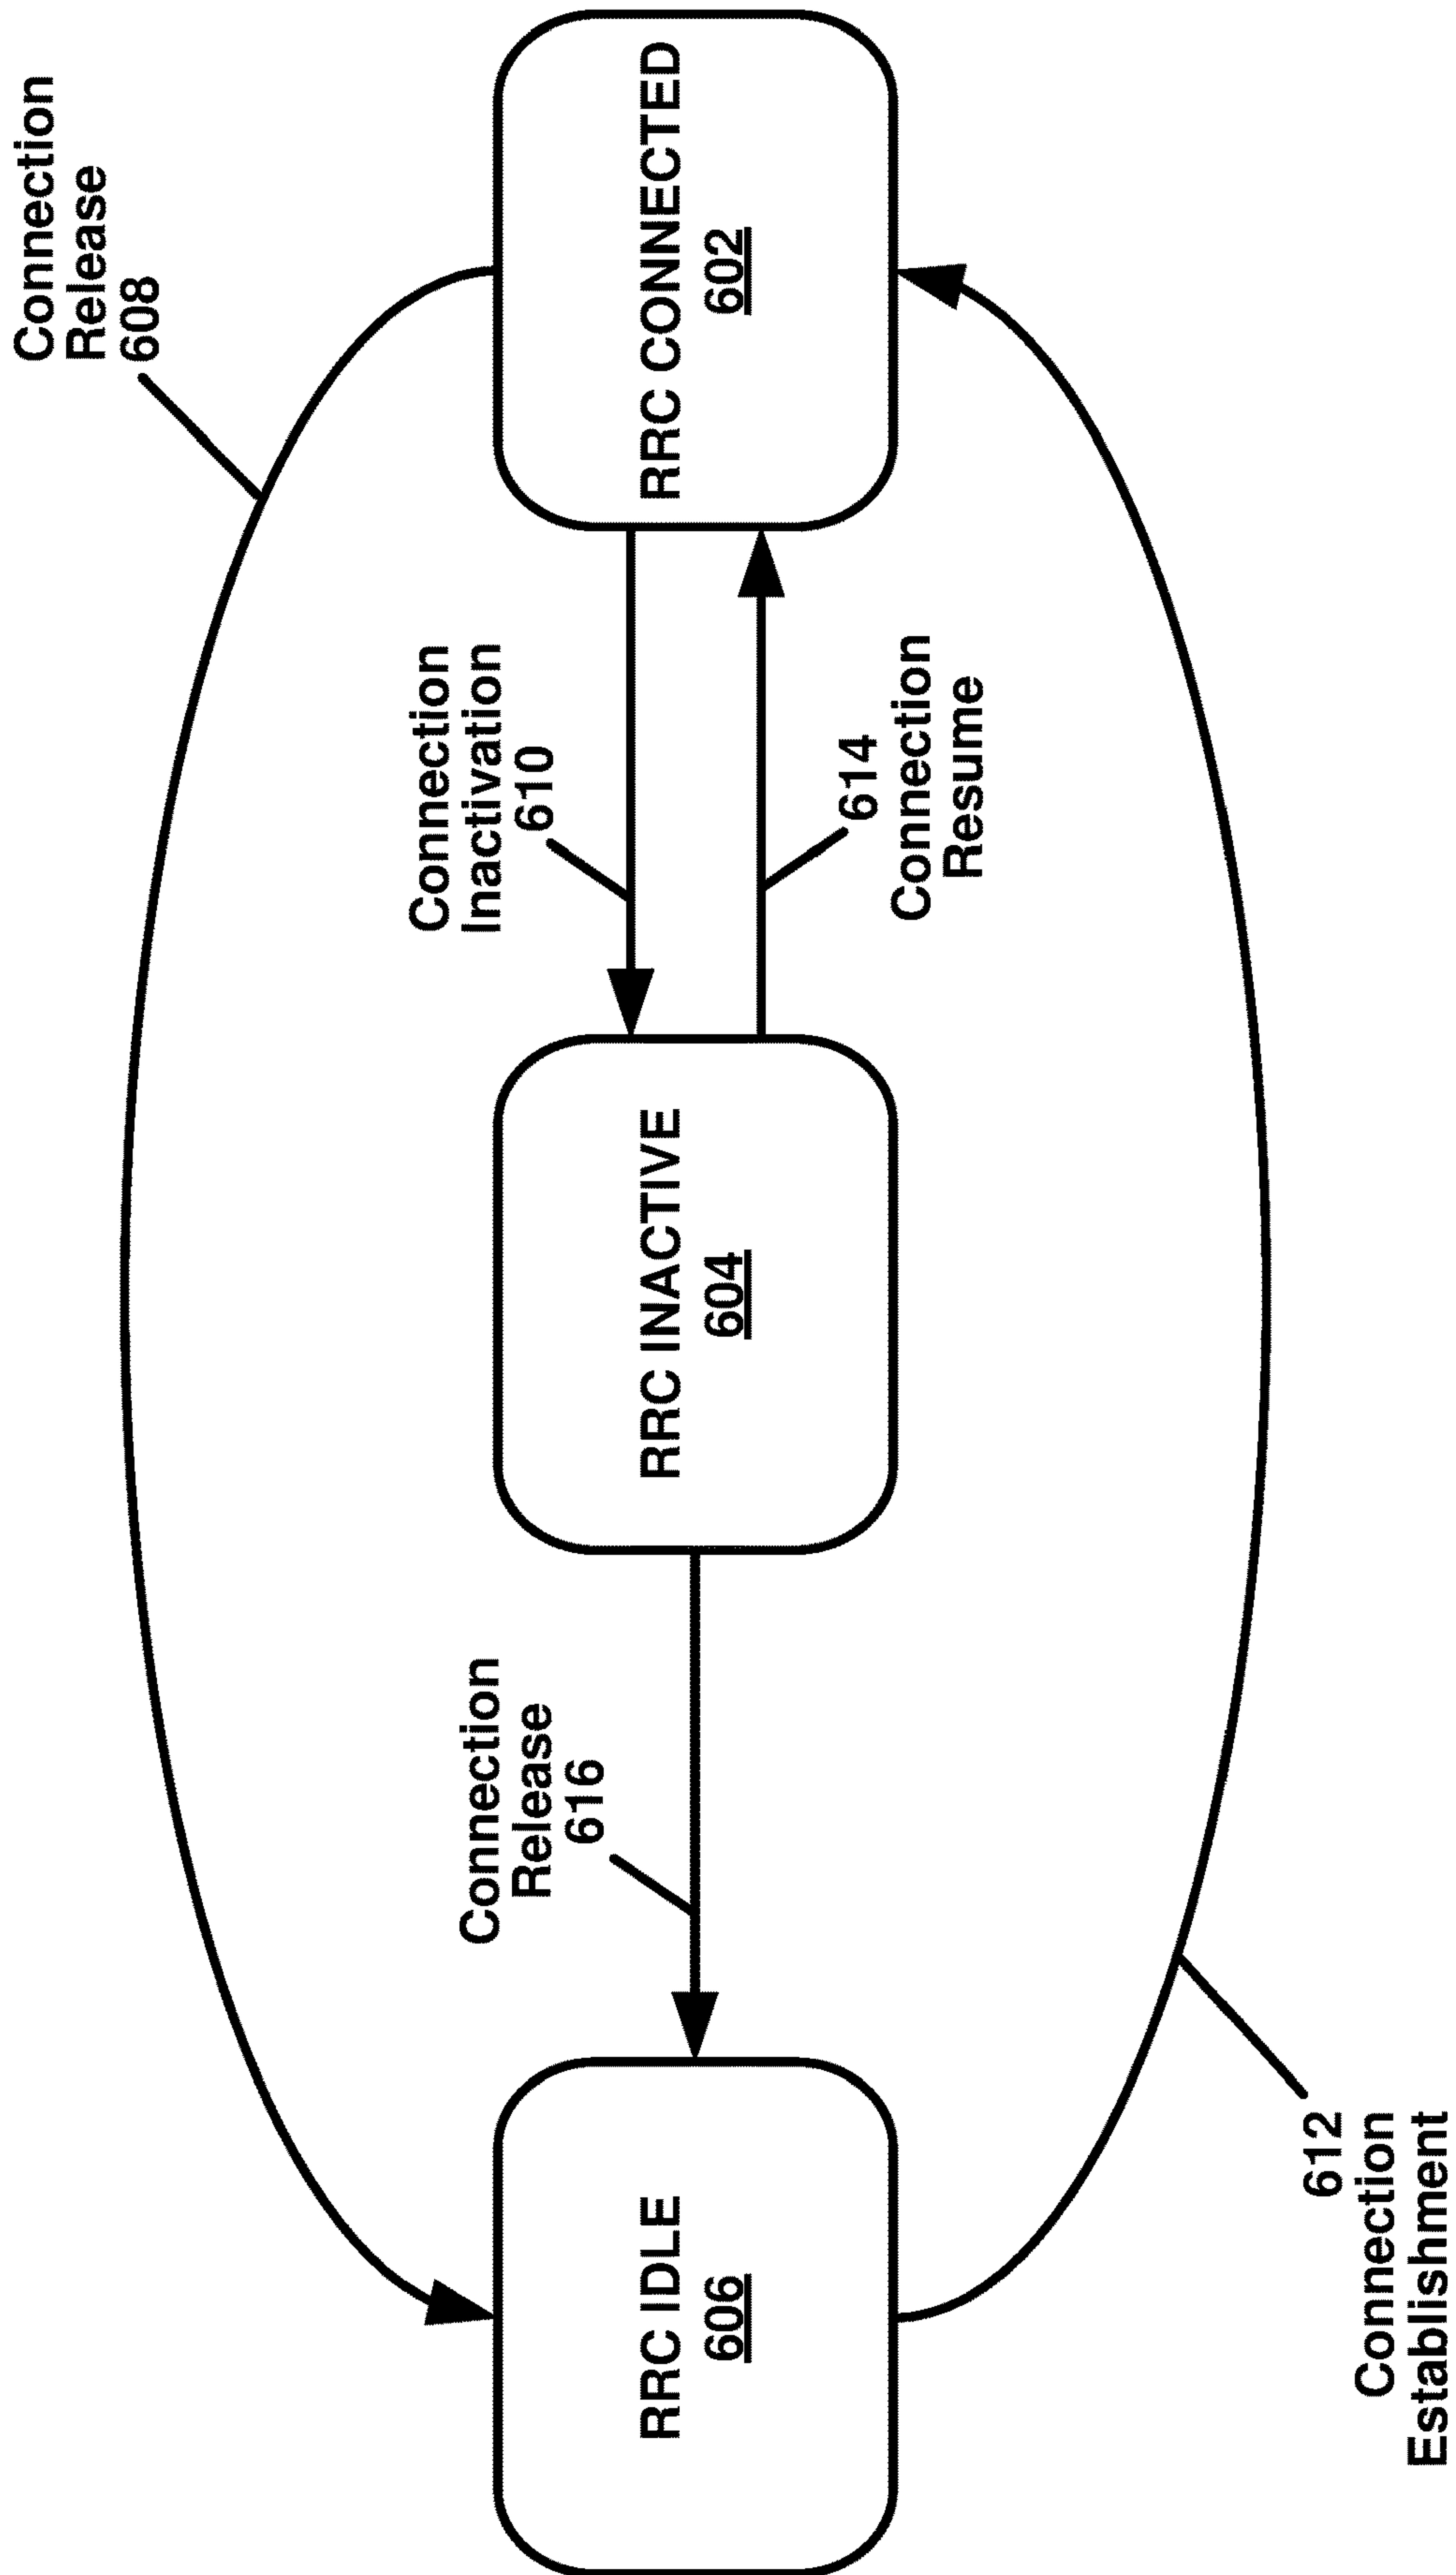 Connection
Release
608
Connection
Inactivation
610
Connection
Release
616
RRC IDLE
606
RRC INACTIVE
604
RRC CONNECTED
602
614
Connection
Resume
612
Connection
Establishment